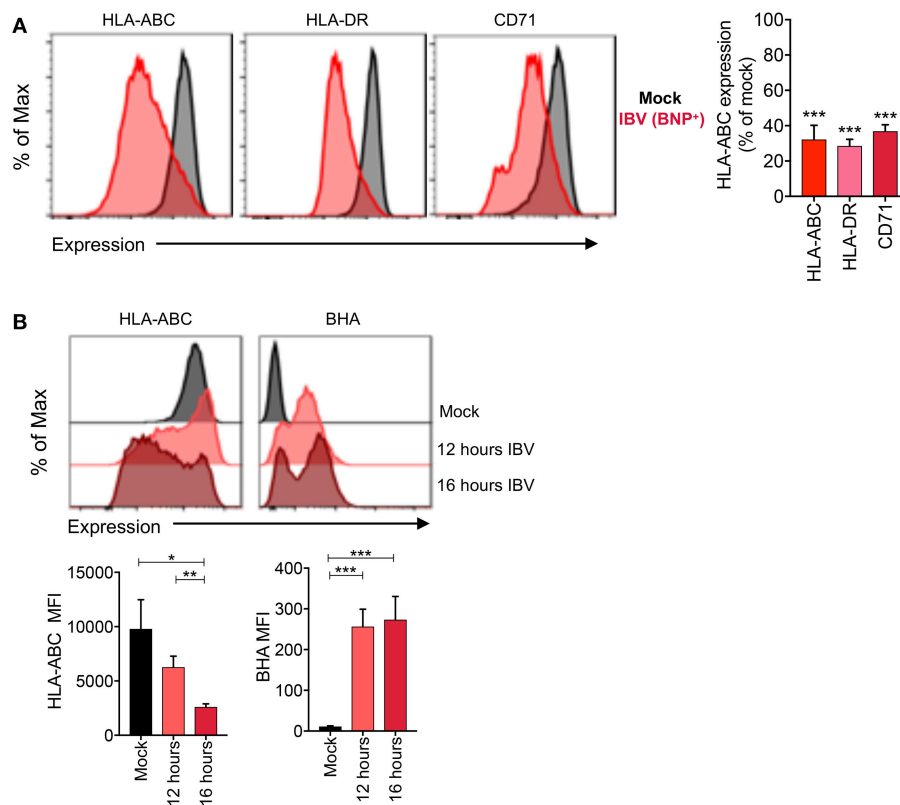 A
HLA-ABC
HLA-DR
CD71
% of Max
Mock
IBV (BNP+)
Expression
HLA-ABC expression
(% of mock)
100
80
60
40
20
0
***
***
***
HLA-ABC
HLA-DR
CD71
B
HLA-ABC
BHA
% of Max
Mock
12 hours IBV
16 hours IBV
Expression
HLA-ABC MFI
15000
10000
5000
0
*
**
Mock
12 hours
16 hours
BHA MFI
400
300
200
100
0
***
***
Mock
12 hours
16 hours